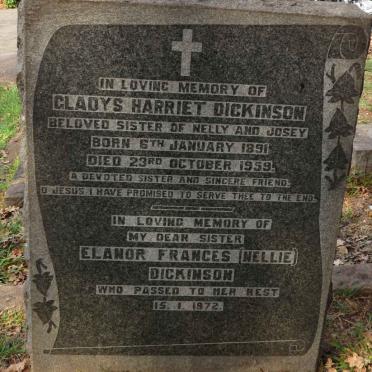 IN LOVING MEMORY OF
GLADYS HARRIET DICKINSON
BELOVED SISTER OF NELLY AND JOSEY
BORN 6TH JANUARY 1891
DIED 23RD OCTOBER 1959.
A DEVOTED SISTER AND SINCERE FRIEND.
O JESUS I HAVE PROMISED TO SERVE THEE TO THE END.
IN LOVING MEMORY OF
MY DEAR SISTER
ELANOR FRANCES (NELLIE)
DICKINSON
WHO PASSED TO HER REST
15.1.1972.